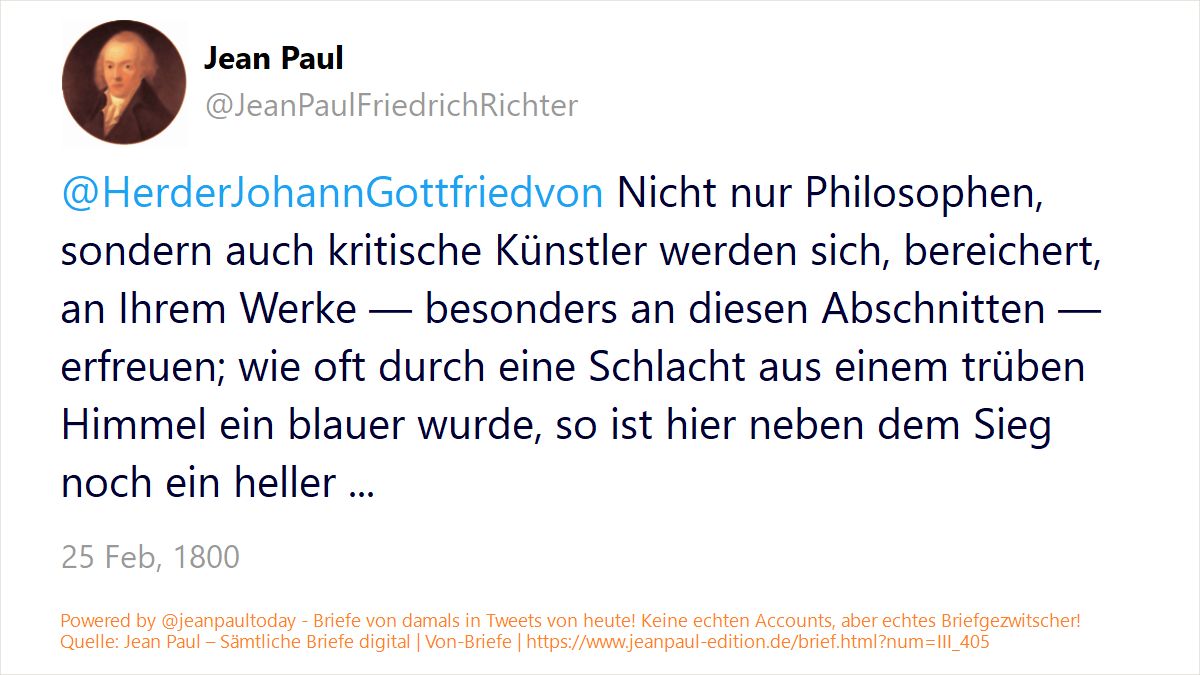 Jean Paul
@JeanPaulFriedrichRichter
@HerderJohannGottfriedvon Nicht nur Philosophen,
sondern auch kritische Künstler werden sich, bereichert,
an Ihrem Werke — besonders an diesen Abschnitten —
erfreuen; wie oft durch eine Schlacht aus einem trüben
Himmel ein blauer wurde, so ist hier neben dem Sieg
noch ein heller ...
25 Feb, 1800
Powered by @jeanpaultoday - Briefe von damals in Tweets von heute! Keine echten Accounts, aber echtes Briefgezwitscher!
Quelle: Jean Paul – Sämtliche Briefe digital | Von-Briefe | https://www.jeanpaul-edition.de/brief.html?num=III_405